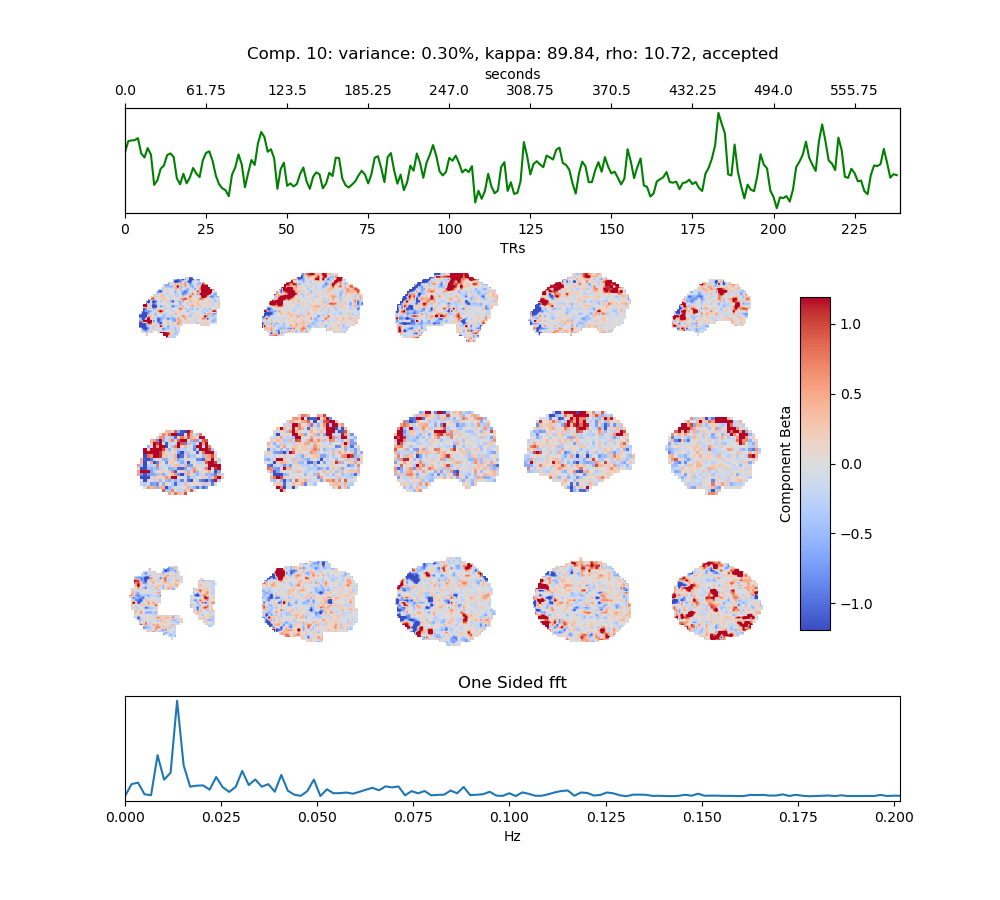 Comp. 10: variance: 0.30%, kappa: 89.84, rho: 10.72, accepted
seconds
0.0 61.75 123.5 185.25 247.0 308.75 370.5 432.25 494.0 555.75
0 25 50 75 100 125 150 175 200 225
TRs
1.0
0.5
0.0
−0.5
−1.0
Component Beta
One Sided fft
0.000 0.025 0.050 0.075 0.100 0.125 0.150 0.175 0.200
Hz